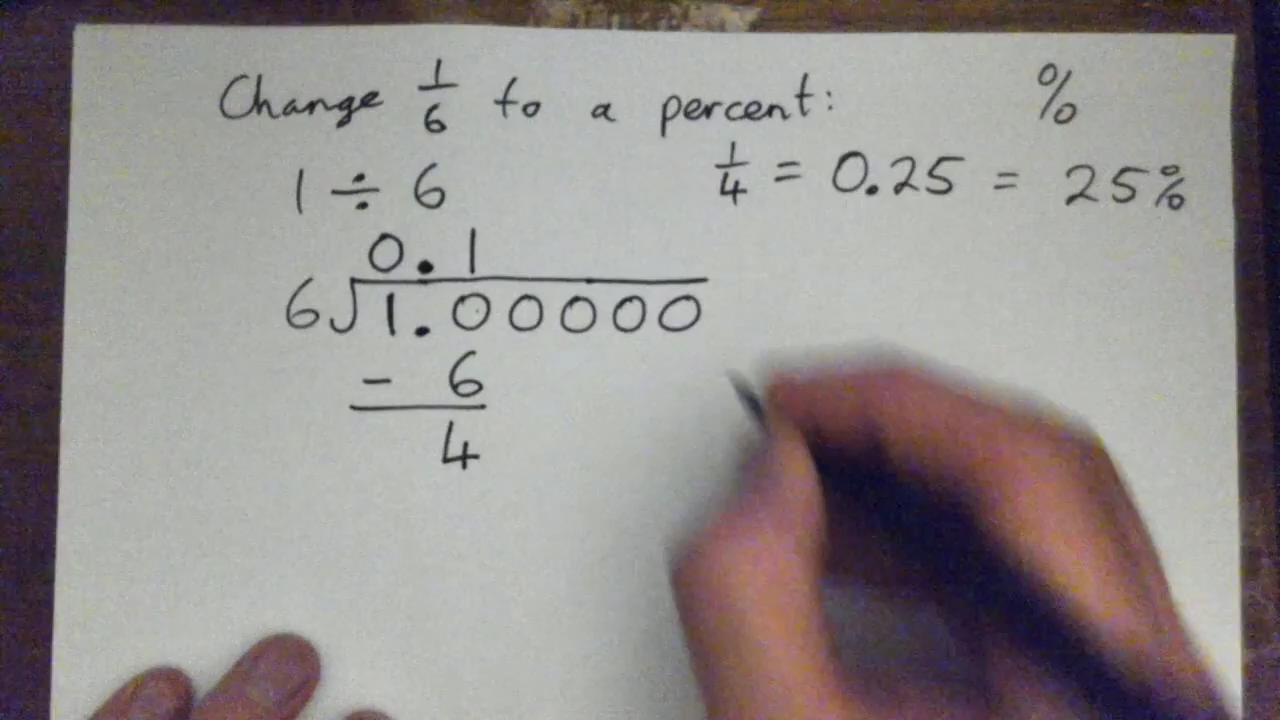 Change 1/6 to a percent:
%
1 ÷ 6
1/4 = 0.25 = 25%
0.1
6 1.00000
- 6
4